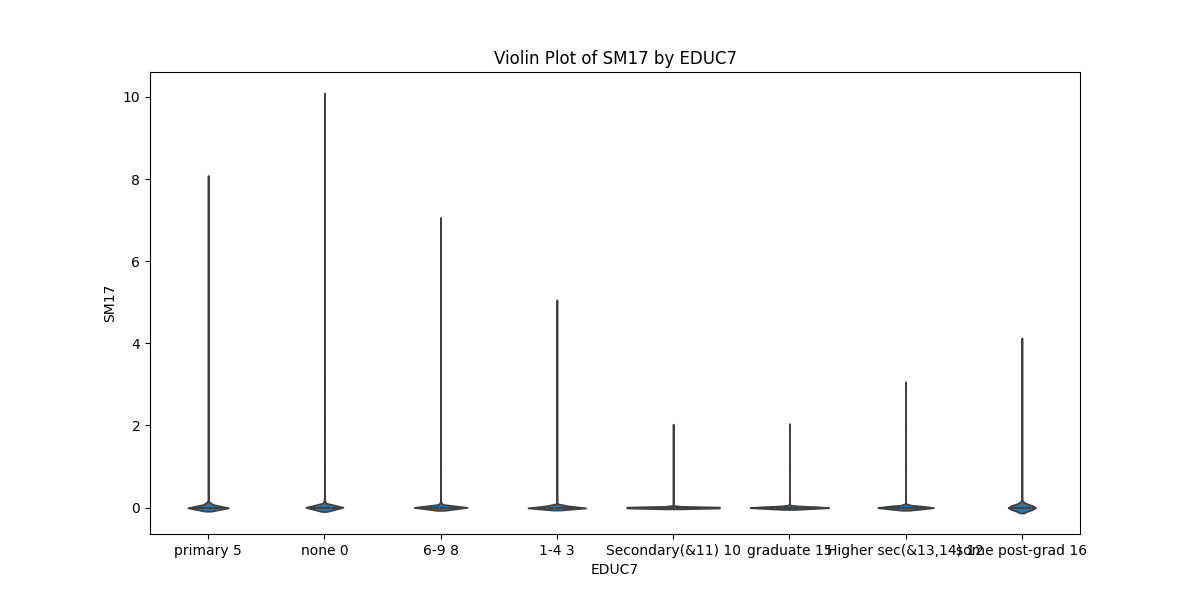 Violin Plot of SM17 by EDUC7
10
8
6
4
2
0
SM17
primary 5
none 0
6-9 8
1-4 3
Secondary(&11) 10
graduate 15
Higher sec(&13,14) 12
some post-grad 16
EDUC7